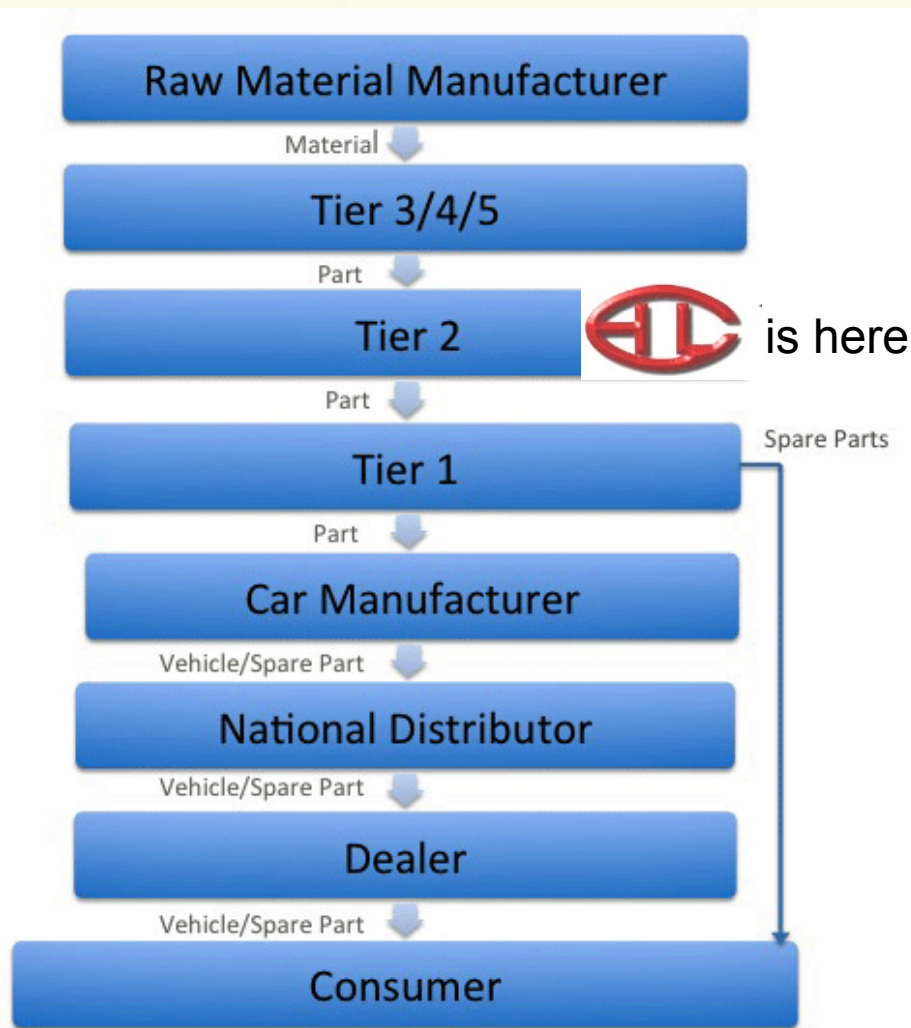 Raw Material Manufacturer
Material
Tier 3/4/5
Part
Tier 2
is here
Part
Tier 1
Spare Parts
Part
Car Manufacturer
Vehicle/Spare Part
National Distributor
Vehicle/Spare Part
Dealer
Vehicle/Spare Part
Consumer